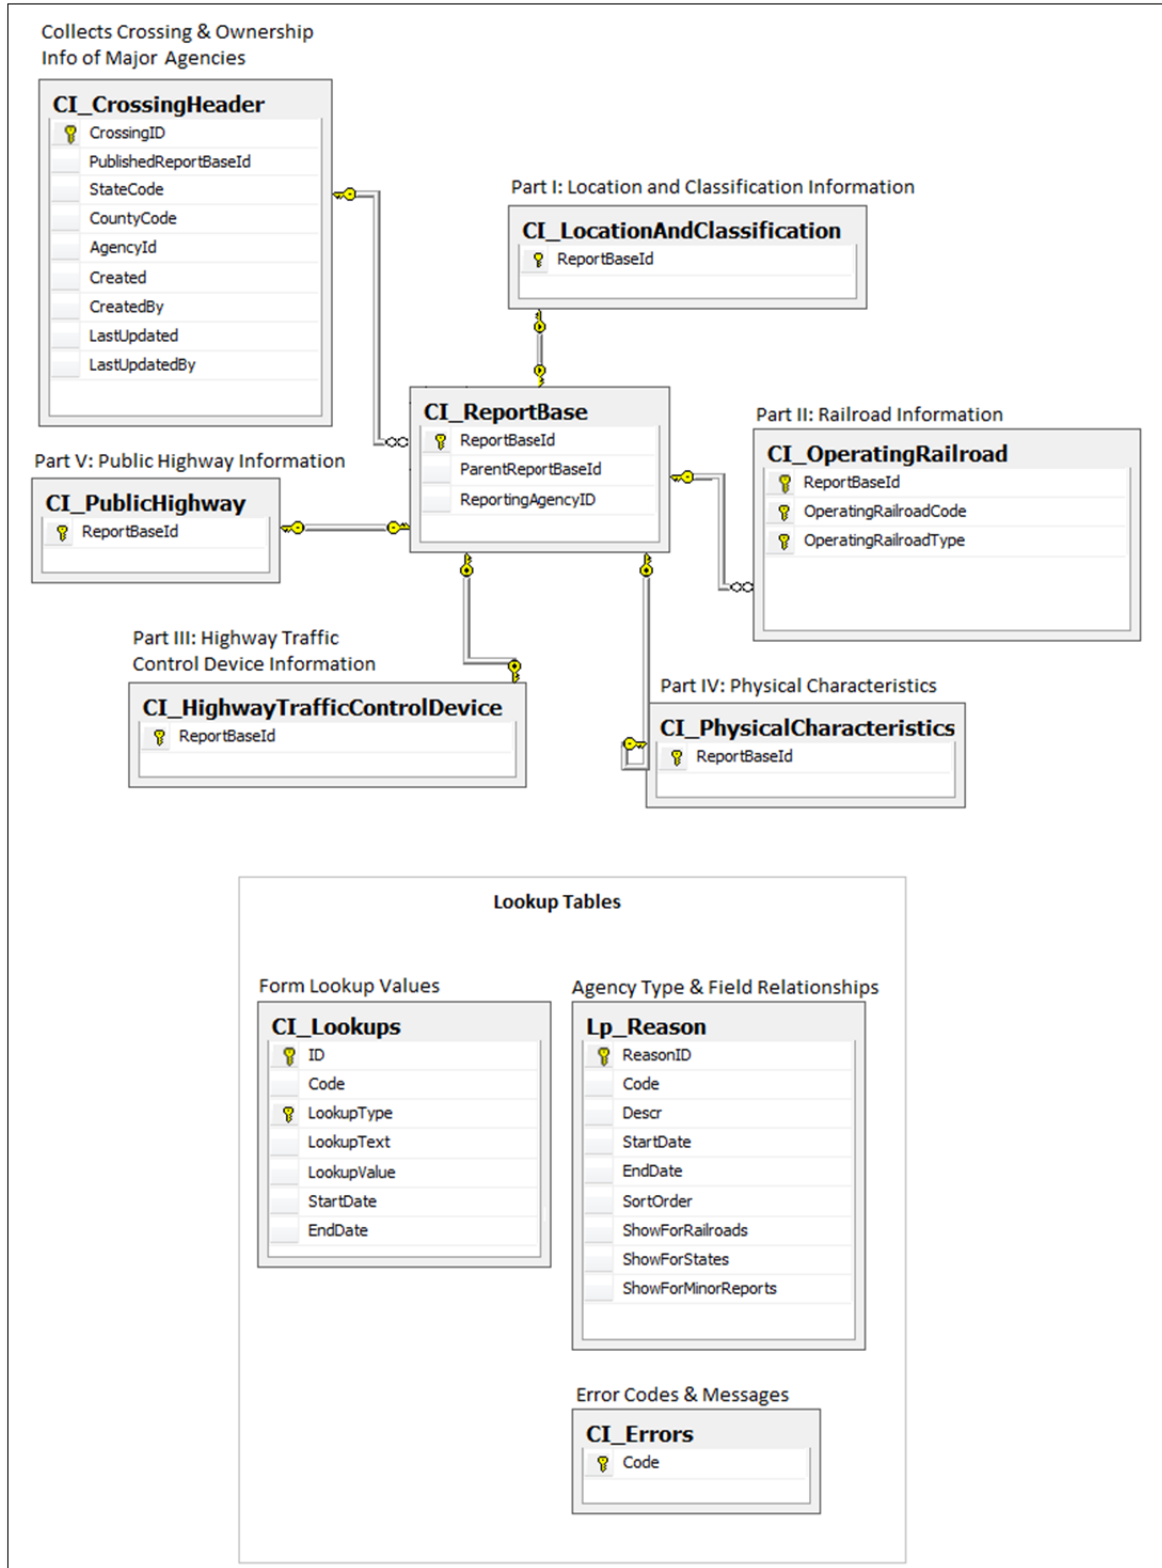 Collects Crossing & Ownership
Info of Major Agencies
CI_CrossingHeader
CrossingID
PublishedReportBaseId
StateCode
CountyCode
AgencyId
Created
CreatedBy
LastUpdated
LastUpdatedBy
Part I: Location and Classification Information
CI_LocationAndClassification
ReportBaseId
CI_ReportBase
ReportBaseId
ParentReportBaseId
ReportingAgencyID
Part II: Railroad Information
CI_OperatingRailroad
ReportBaseId
OperatingRailroadCode
OperatingRailroadType
Part V: Public Highway Information
CI_PublicHighway
ReportBaseId
Part III: Highway Traffic
Control Device Information
CI_HighwayTrafficControlDevice
ReportBaseId
Part IV: Physical Characteristics
CI_PhysicalCharacteristics
ReportBaseId
Lookup Tables
Form Lookup Values
CI_Lookups
ID
Code
LookupType
LookupText
LookupValue
StartDate
EndDate
Agency Type & Field Relationships
Lp_Reason
ReasonID
Code
Descr
StartDate
EndDate
SortOrder
ShowForRailroads
ShowForStates
ShowForMinorReports
Error Codes & Messages
CI_Errors
Code